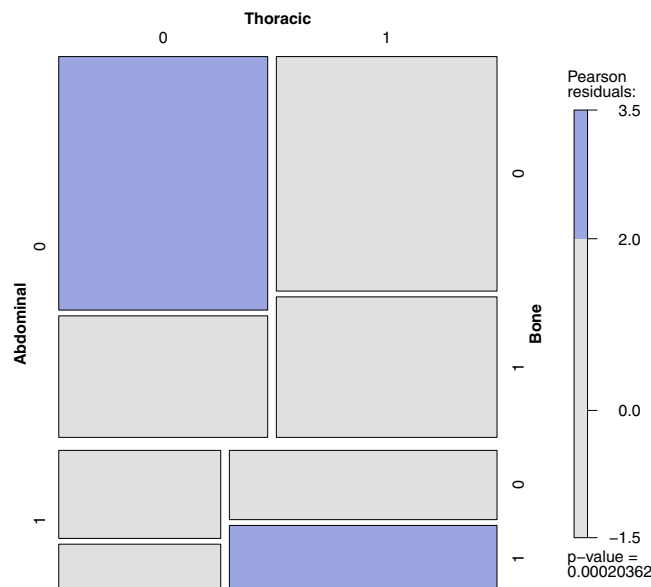 Thoracic
0 1
Pearson
residuals:
3.5
0
2.0
0
Abdominal
Bone
1
0.0
0
1
1
−1.5
p−value =
0.00020362